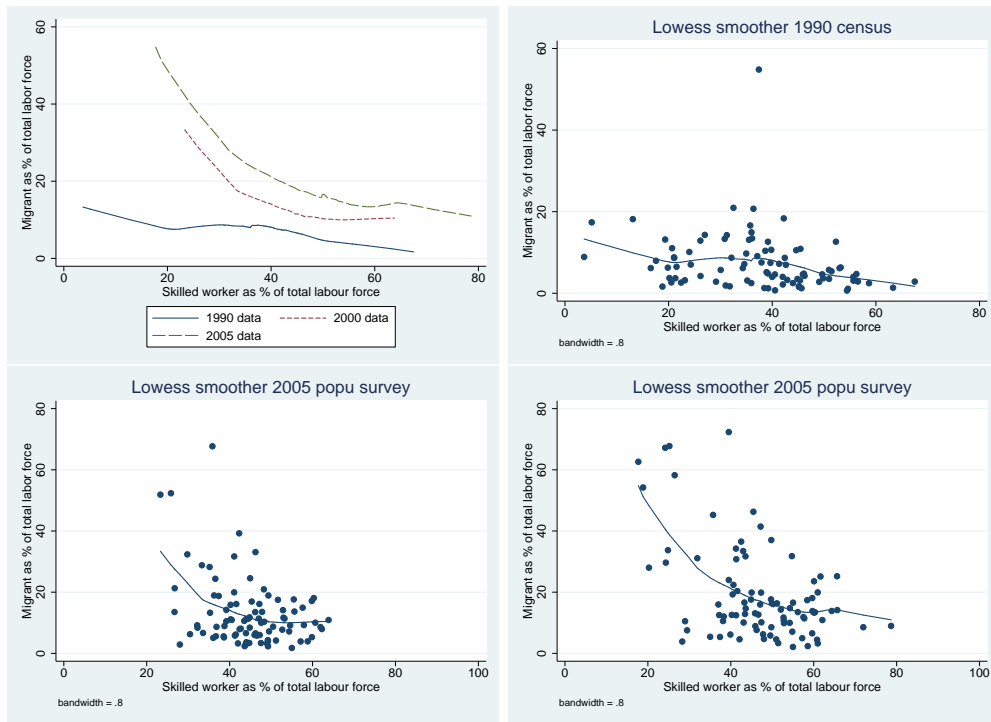 60
40
20
0
Migrant as % of total labor force
0 20 40 60 80
Skilled worker as % of total labour force
1990 data 2000 data
2005 data
Lowess smoother 1990 census
60
40
20
0
Migrant as % of total labor force
0 20 40 60 80
Skilled worker as % of total labour force
bandwidth = .8
Lowess smoother 2005 popu survey
80
60
40
20
0
Migrant as % of total labor force
0 20 40 60 80 100
Skilled worker as % of total labour force
bandwidth = .8
Lowess smoother 2005 popu survey
80
60
40
20
0
Migrant as % of total labor force
0 20 40 60 80 100
Skilled worker as % of total labour force
bandwidth = .8